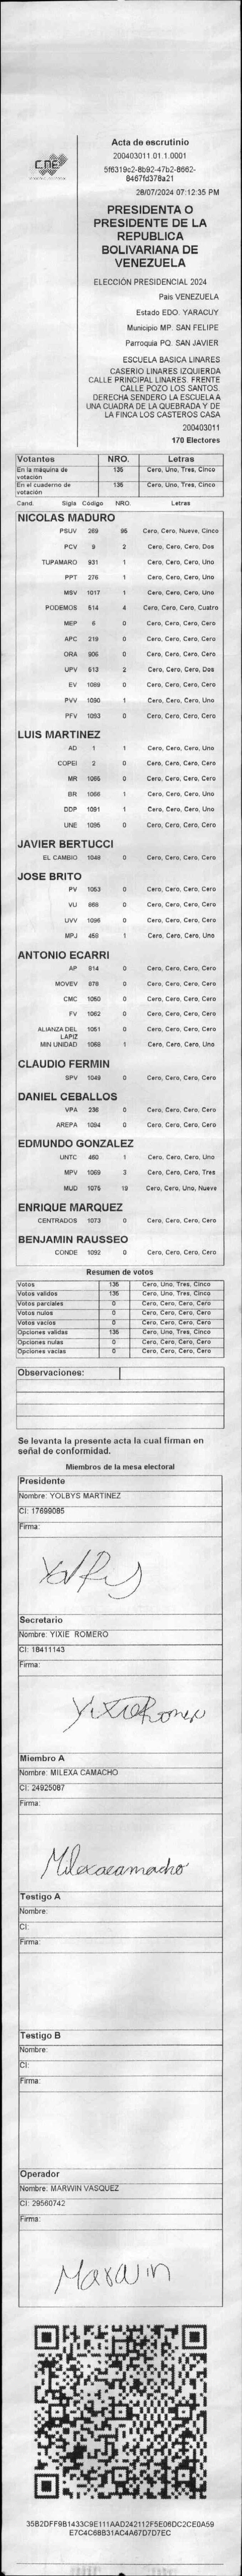 CNE
Acta de escrutinio
200403011.01.1.0001
5f6319c2-8b92-47b2-8662-
8467fd378a21
28/07/2024 07:12:35 PM
PRESIDENTA O
PRESIDENTE DE LA
REPUBLICA
BOLIVARIANA DE
VENEZUELA
ELECCIÓN PRESIDENCIAL 2024
Pais VENEZUELA
Estado EDO. YARACUY
Municipio MP. SAN FELIPE
Parroquia PQ. SAN JAVIER
ESCUELA BASICA LINARES
CASERIO LINARES IZQUIERDA
CALLE PRINCIPAL LINARES. FRENTE
CALLE POZO LOS SANTOS.
DERECHA SENDERO LA ESCUELA A
UNA CUADRA DE LA QUEBRADA Y DE
LA FINCA LOS CASTEROS CASA
200403011
170 Electores
Votantes NRO. Letras
En la máquina de votación 135 Cero, Uno, Tres, Cinco
En el cuaderno de votación 135 Cero, Uno, Tres, Cinco
Cand. Sigla Codigo NRO. Letras
NICOLAS MADURO
PSUV 269 95 Cero, Cero, Nueve, Cinco
PCV 9 2 Cero, Cero, Cero, Dos
TUPAMARO 931 1 Cero, Cero, Cero, Uno
PPT 276 1 Cero, Cero, Cero, Uno
MSV 1017 1 Cero, Cero, Cero, Uno
PODEMOS 514 4 Cero, Cero, Cero, Cuatro
MEP 6 0 Cero, Cero, Cero, Cero
APC 219 0 Cero, Cero, Cero, Cero
ORA 906 0 Cero, Cero, Cero, Cero
UPV 613 2 Cero, Cero, Cero, Dos
EV 1089 0 Cero, Cero, Cero, Cero
PVV 1090 1 Cero, Cero, Cero, Uno
PFV 1093 0 Cero, Cero, Cero, Cero
LUIS MARTINEZ
AD 1 1 Cero, Cero, Cero, Uno
COPEI 2 0 Cero, Cero, Cero, Cero
MR 1065 0 Cero, Cero, Cero, Cero
BR 1066 1 Cero, Cero, Cero, Uno
DDP 1091 1 Cero, Cero, Cero, Uno
UNE 1095 0 Cero, Cero, Cero, Cero
JAVIER BERTUCCI
EL CAMBIO 1048 0 Cero, Cero, Cero, Cero
JOSE BRITO
PV 1053 0 Cero, Cero, Cero, Cero
VU 868 0 Cero, Cero, Cero, Cero
UVV 1096 0 Cero, Cero, Cero, Cero
MPJ 459 1 Cero, Cero, Cero, Uno
ANTONIO ECARRI
AP 914 0 Cero, Cero, Cero, Cero
MOVEV 878 0 Cero, Cero, Cero, Cero
CMC 1050 0 Cero, Cero, Cero, Cero
FV 1062 0 Cero, Cero, Cero, Cero
ALIANZA DEL LAPIZ 1051 0 Cero, Cero, Cero, Cero
MIN UNIDAD 1068 1 Cero, Cero, Cero, Uno
CLAUDIO FERMIN
SPV 1049 0 Cero, Cero, Cero, Cero
DANIEL CEBALLOS
VPA 236 0 Cero, Cero, Cero, Cero
AREPA 1094 0 Cero, Cero, Cero, Cero
EDMUNDO GONZALEZ
UNTC 460 1 Cero, Cero, Cero, Uno
MPV 1069 3 Cero, Cero, Cero, Tres
MUD 1075 19 Cero, Cero, Uno, Nueve
ENRIQUE MARQUEZ
CENTRADOS 1073 0 Cero, Cero, Cero, Cero
BENJAMIN RAUSSEO
CONDE 1092 0 Cero, Cero, Cero, Cero
Resumen de votos
Votos 135 Cero, Uno, Tres, Cinco
Votos validos 135 Cero, Uno, Tres, Cinco
Votos parciales 0 Cero, Cero, Cero, Cero
Votos nulos 0 Cero, Cero, Cero, Cero
Votos vacios 0 Cero, Cero, Cero, Cero
Opciones validas 135 Cero, Uno, Tres, Cinco
Opciones nulas 0 Cero, Cero, Cero, Cero
Opciones vacias 0 Cero, Cero, Cero, Cero
Observaciones:
Se levanta la presente acta la cual firman en
señal de conformidad.
Miembros de la mesa electoral
Presidente
Nombre: YOLBYS MARTINEZ
CI: 17699085
Firma:
Secretario
Nombre: YIXIE ROMERO
CI: 18411143
Firma:
YixieRomero
Miembro A
Nombre: MILEXA CAMACHO
CI: 24925087
Firma:
Milexacamacho
Testigo A
Nombre:
CI:
Firma:
Testigo B
Nombre:
CI:
Firma:
Operador
Nombre: MARWIN VASQUEZ
CI: 29560742
Firma:
Marwin
35B2DFF9B1433C9E111AAD242112F5E06DC2CE0A59
E7C4C68B31AC4A67D7D7EC